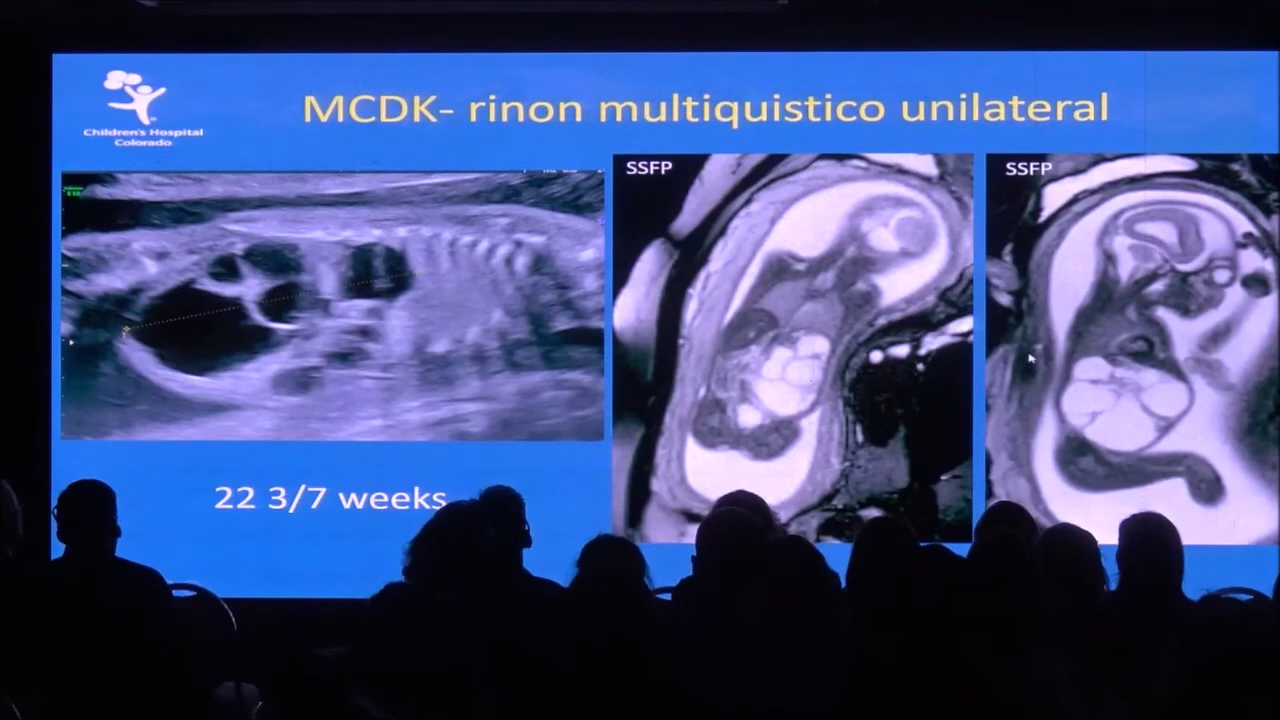 Children's Hospital
Colorado
MCDK- rinon multiquistico unilateral
SSFP
SSFP
22 3/7 weeks